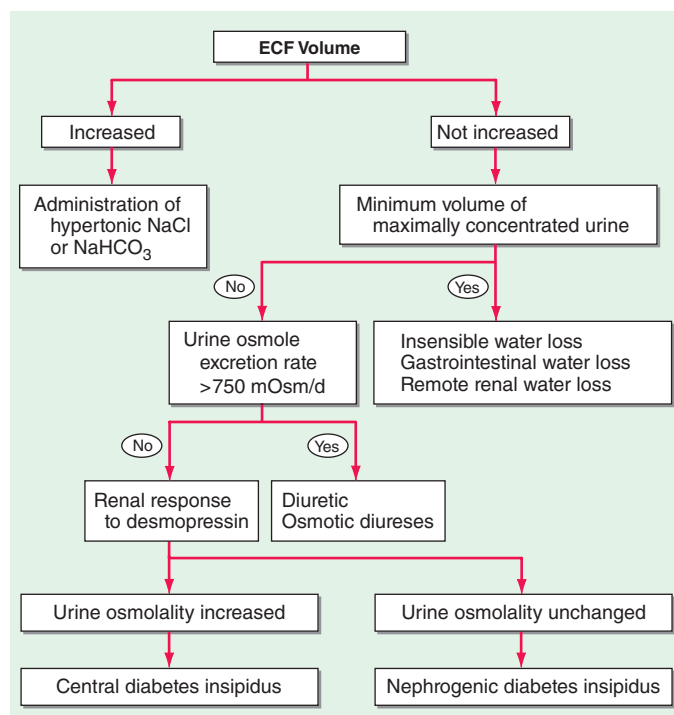 ECF Volume
Increased
Not increased
Administration of
hypertonic NaCl
or NaHCO3
Minimum volume of
maximally concentrated urine
No
Yes
Urine osmole
excretion rate
>750 mOsm/d
Insensible water loss
Gastrointestinal water loss
Remote renal water loss
No
Yes
Renal response
to desmopressin
Diuretic
Osmotic diureses
Urine osmolality increased
Urine osmolality unchanged
Central diabetes insipidus
Nephrogenic diabetes insipidus